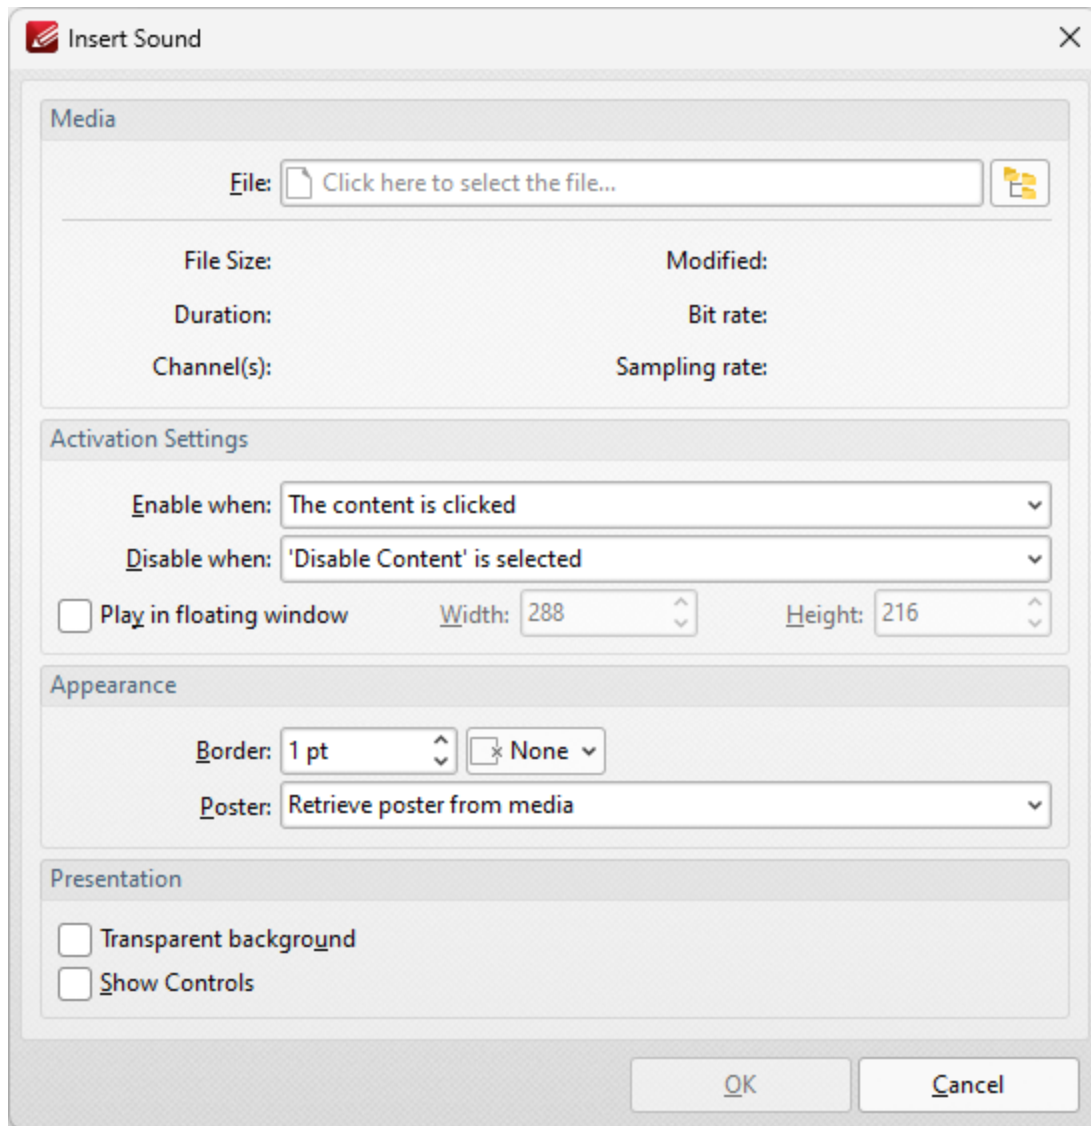 Insert Sound
Media
File: Click here to select the file...
File Size: Modified:
Duration: Bit rate:
Channel(s): Sampling rate:
Activation Settings
Enable when: The content is clicked
Disable when: 'Disable Content' is selected
Play in floating window Width: 288 Height: 216
Appearance
Border: 1 pt None
Poster: Retrieve poster from media
Presentation
Transparent background
Show Controls
OK Cancel